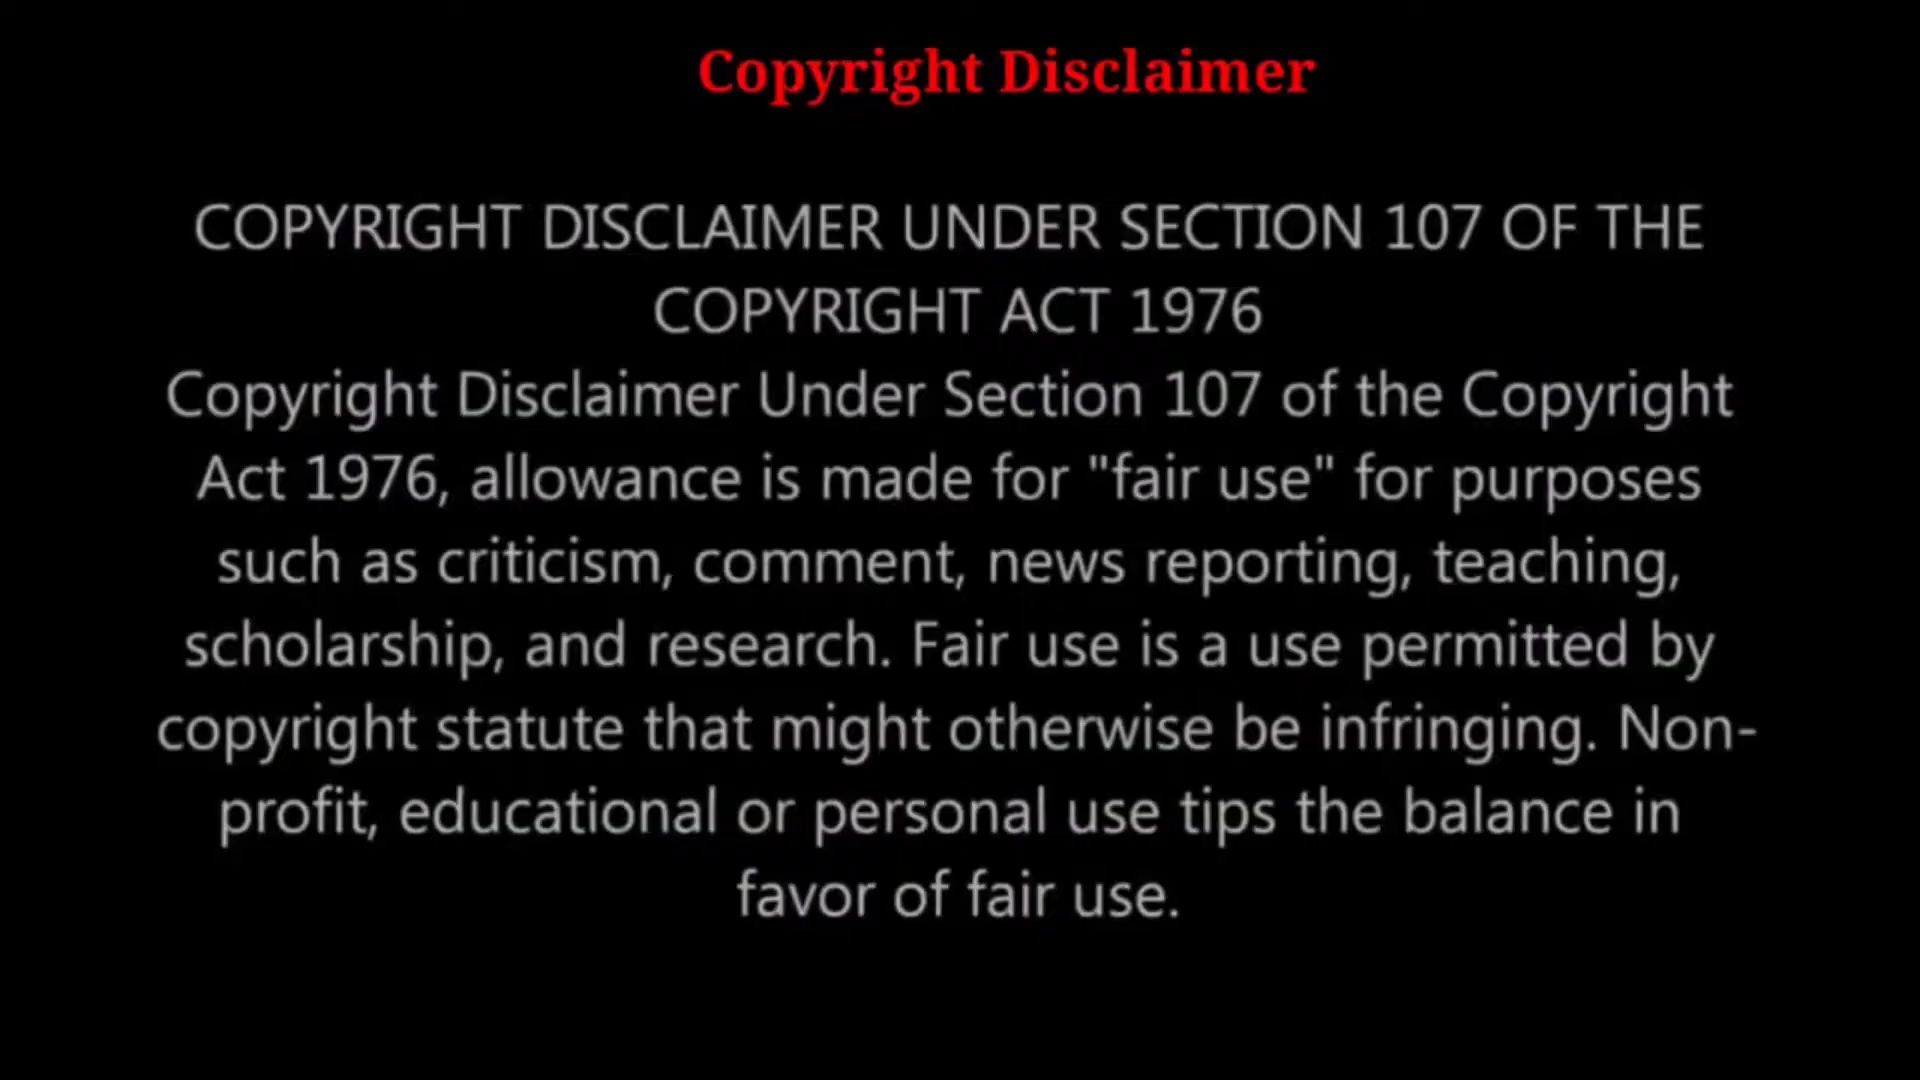 Copyright Disclaimer
COPYRIGHT DISCLAIMER UNDER SECTION 107 OF THE
COPYRIGHT ACT 1976
Copyright Disclaimer Under Section 107 of the Copyright
Act 1976, allowance is made for "fair use" for purposes
such as criticism, comment, news reporting, teaching,
scholarship, and research. Fair use is a use permitted by
copyright statute that might otherwise be infringing. Non-
profit, educational or personal use tips the balance in
favor of fair use.